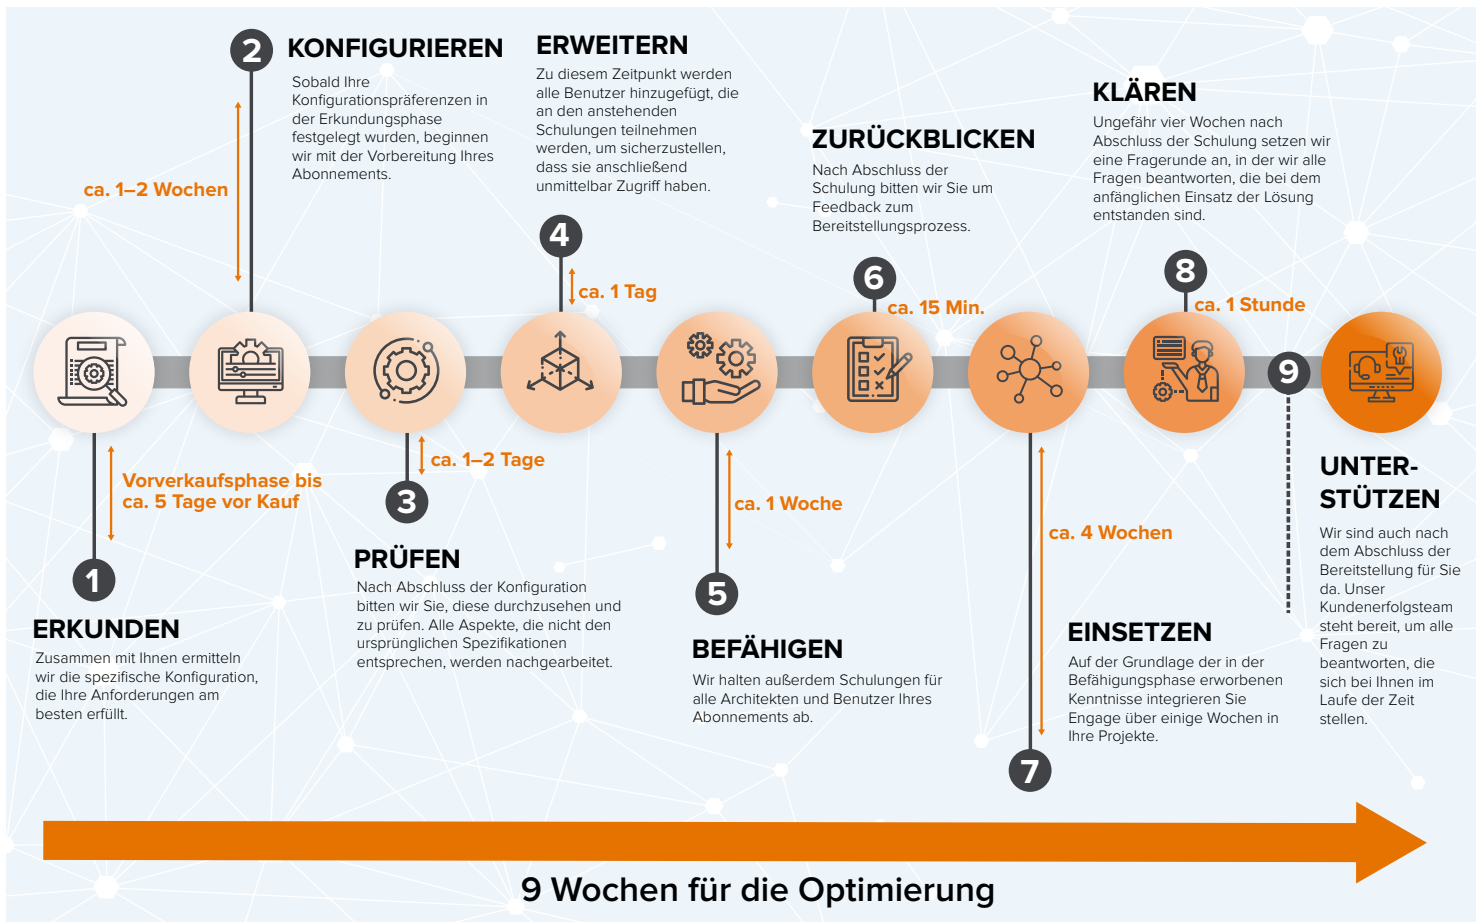 2
KONFIGURIEREN
Sobald Ihre
Konfigurationspräferenzen in
der Erkundungsphase
festgelegt wurden, beginnen
wir mit der Vorbereitung Ihres
Abonnements.
ca. 1–2 Wochen
ERWEITERN
Zu diesem Zeitpunkt werden
alle Benutzer hinzugefügt, die
an den anstehenden
Schulungen teilnehmen
werden, um sicherzustellen,
dass sie anschließend
unmittelbar Zugriff haben.
4
ca. 1 Tag
ZURÜCKBLICKEN
Nach Abschluss der
Schulung bitten wir Sie um
Feedback zum
Bereitstellungsprozess.
6
ca. 15 Min.
KLÄREN
Ungefähr vier Wochen nach
Abschluss der Schulung setzen wir
eine Fragerunde an, in der wir alle
Fragen beantworten, die bei dem
anfänglichen Einsatz der Lösung
entstanden sind.
8
ca. 1 Stunde
Vorverkaufsphase bis
ca. 5 Tage vor Kauf
1
ERKUNDEN
Zusammen mit Ihnen ermitteln
wir die spezifische Konfiguration,
die Ihre Anforderungen am
besten erfüllt.
ca. 1–2 Tage
3
PRÜFEN
Nach Abschluss der Konfiguration
bitten wir Sie, diese durchzusehen und
zu prüfen. Alle Aspekte, die nicht den
ursprünglichen Spezifikationen
entsprechen, werden nachgearbeitet.
ca. 1 Woche
5
BEFÄHIGEN
Wir halten außerdem Schulungen für
alle Architekten und Benutzer Ihres
Abonnements ab.
ca. 4 Wochen
EINSETZEN
Auf der Grundlage der in der
Befähigungsphase erworbenen
Kenntnisse integrieren Sie
Engage über einige Wochen in
Ihre Projekte.
7
9
UNTER-
STÜTZEN
Wir sind auch nach
dem Abschluss der
Bereitstellung für Sie
da. Unser
Kundenerfolgsteam
steht bereit, um alle
Fragen zu
beantworten, die
sich bei Ihnen im
Laufe der Zeit
stellen.
9 Wochen für die Optimierung